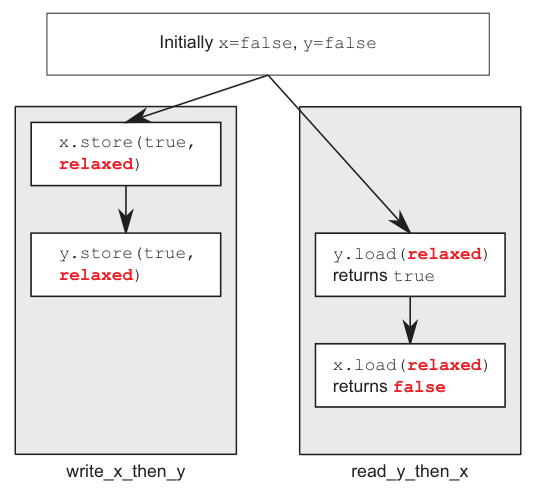 Initially x=false, y=false
x.store(true,
relaxed)
y.store(true,
relaxed)
y.load(relaxed)
returns true
x.load(relaxed)
returns false
write_x_then_y
read_y_then_x